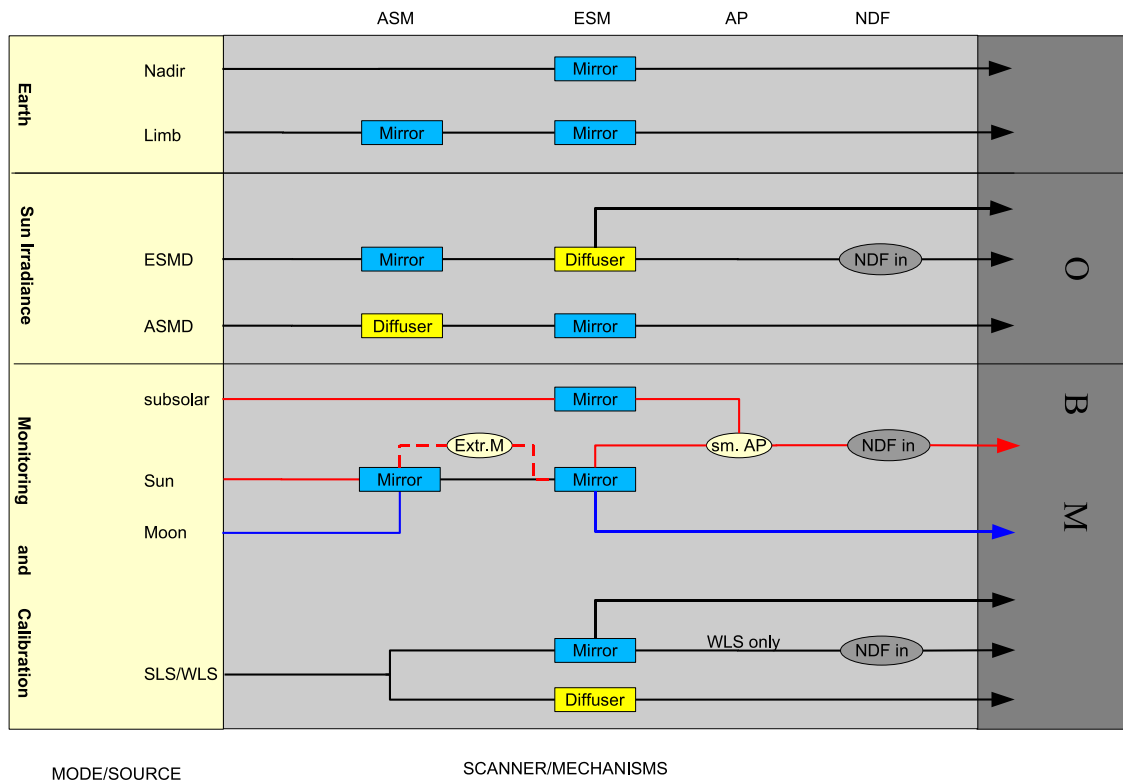 ASM ESM AP NDF
Earth
Nadir Mirror
Limb Mirror Mirror
Sun Irradiance
ESMD Mirror Diffuser NDF in
ASMD Diffuser Mirror
Monitoring and Calibration
subsolar Mirror
Extr.M sm. AP NDF in
Sun Mirror Mirror
Moon
Mirror WLS only NDF in
SLS/WLS
Diffuser
O
B
M
MODE/SOURCE SCANNER/MECHANISMS